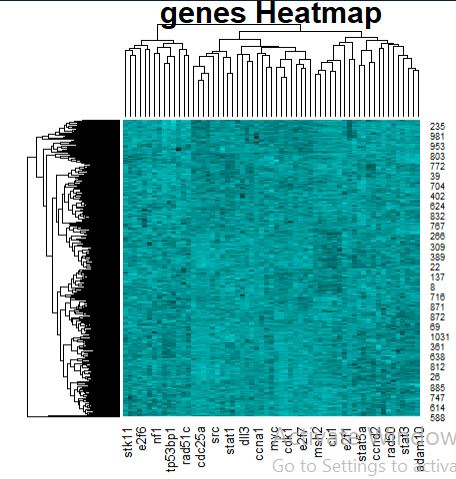 genes Heatmap
235
981
953
803
772
39
704
402
624
832
767
266
309
389
22
137
8
716
871
872
69
1031
361
638
812
26
885
747
614
588
stk11
e2f6
nf1
tp53bp1
rad51c
cdc25a
src
stat1
dll3
ccna1
myc
cdk1
e2f7
msh2
e2f1
stat5a
ccnd2
rad50
stat3
adam10
Go to Settings to activa